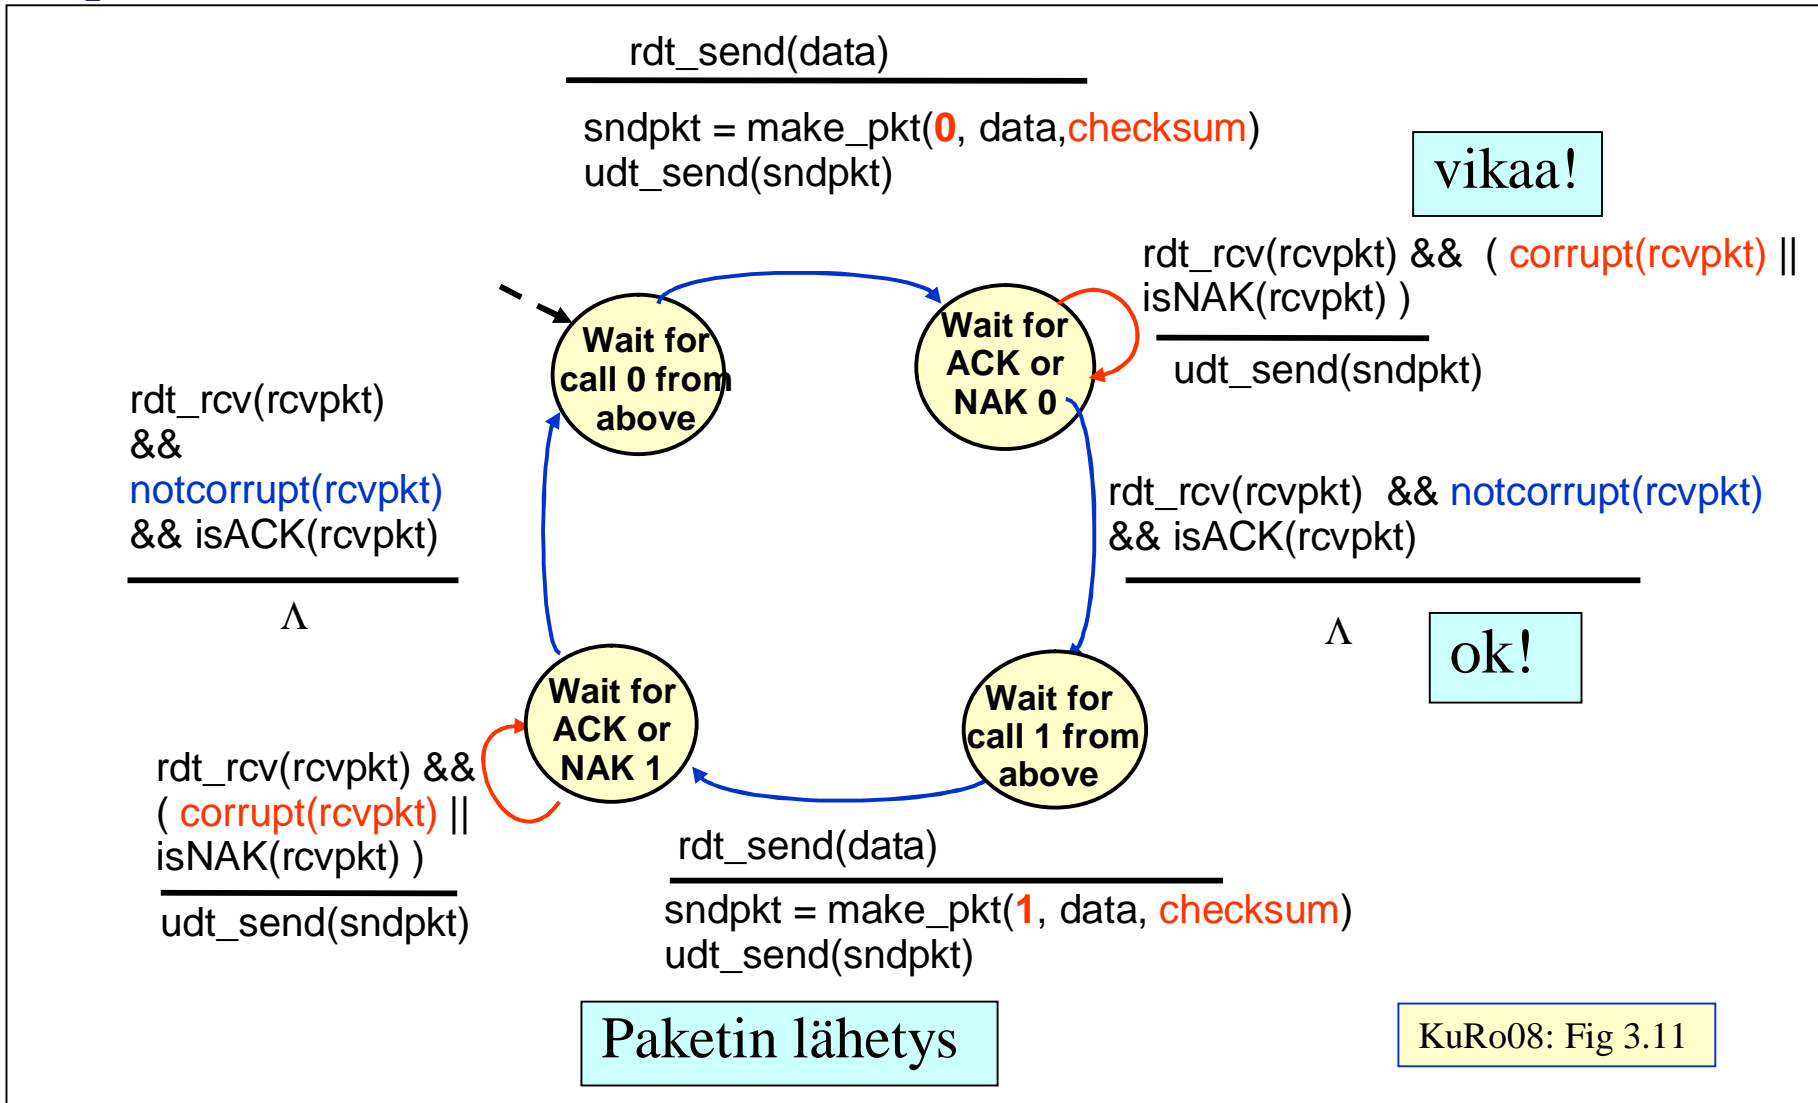 rdt_send(data)
sndpkt = make_pkt(0, data,checksum)
udt_send(sndpkt)
vikaa!
rdt_rcv(rcvpkt) && ( corrupt(rcvpkt) ||
isNAK(rcvpkt) )
udt_send(sndpkt)
Wait for
call 0 from
above
Wait for
ACK or
NAK 0
rdt_rcv(rcvpkt)
&&
notcorrupt(rcvpkt)
&& isACK(rcvpkt)
Λ
rdt_rcv(rcvpkt) && notcorrupt(rcvpkt)
&& isACK(rcvpkt)
Λ
ok!
Wait for
ACK or
NAK 1
Wait for
call 1 from
above
rdt_rcv(rcvpkt) &&
( corrupt(rcvpkt) ||
isNAK(rcvpkt) )
udt_send(sndpkt)
rdt_send(data)
sndpkt = make_pkt(1, data, checksum)
udt_send(sndpkt)
Paketin lähetys
KuRo08: Fig 3.11